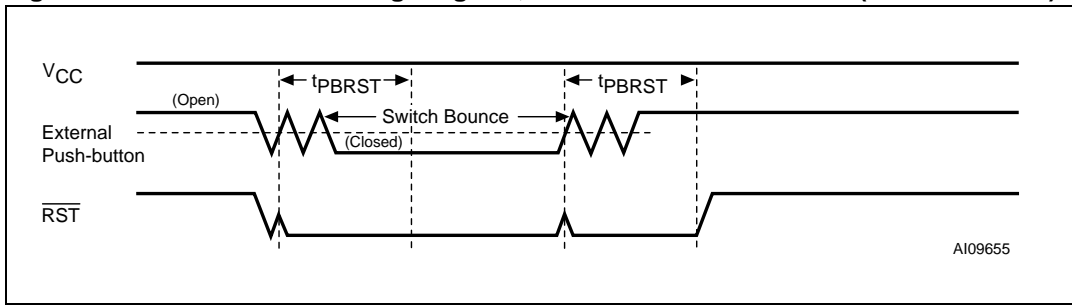 VCC
tPBRST
tPBRST
(Open)
Switch Bounce
External
Push-button
(Closed)
RST
AI09655